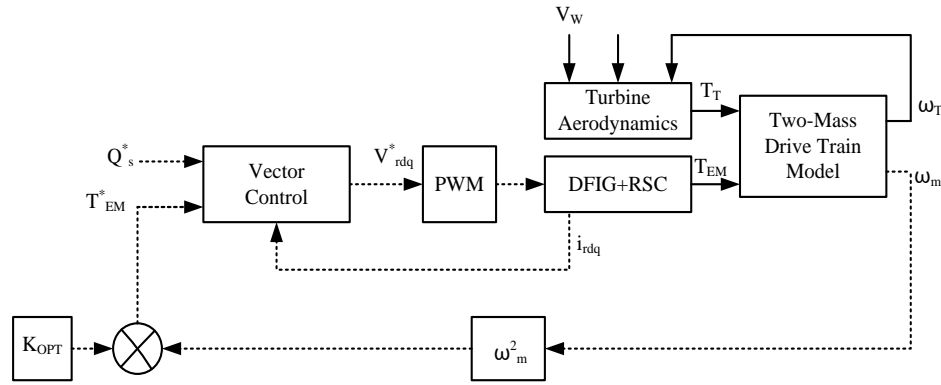 V_W
Turbine
Aerodynamics
T_T
Two-Mass
Drive Train
Model
ω_T
Q^*_s
T^*_EM
Vector
Control
V^*_rdq
PWM
DFIG+RSC
T_EM
ω_m
i_rdq
K_OPT
ω^2_m